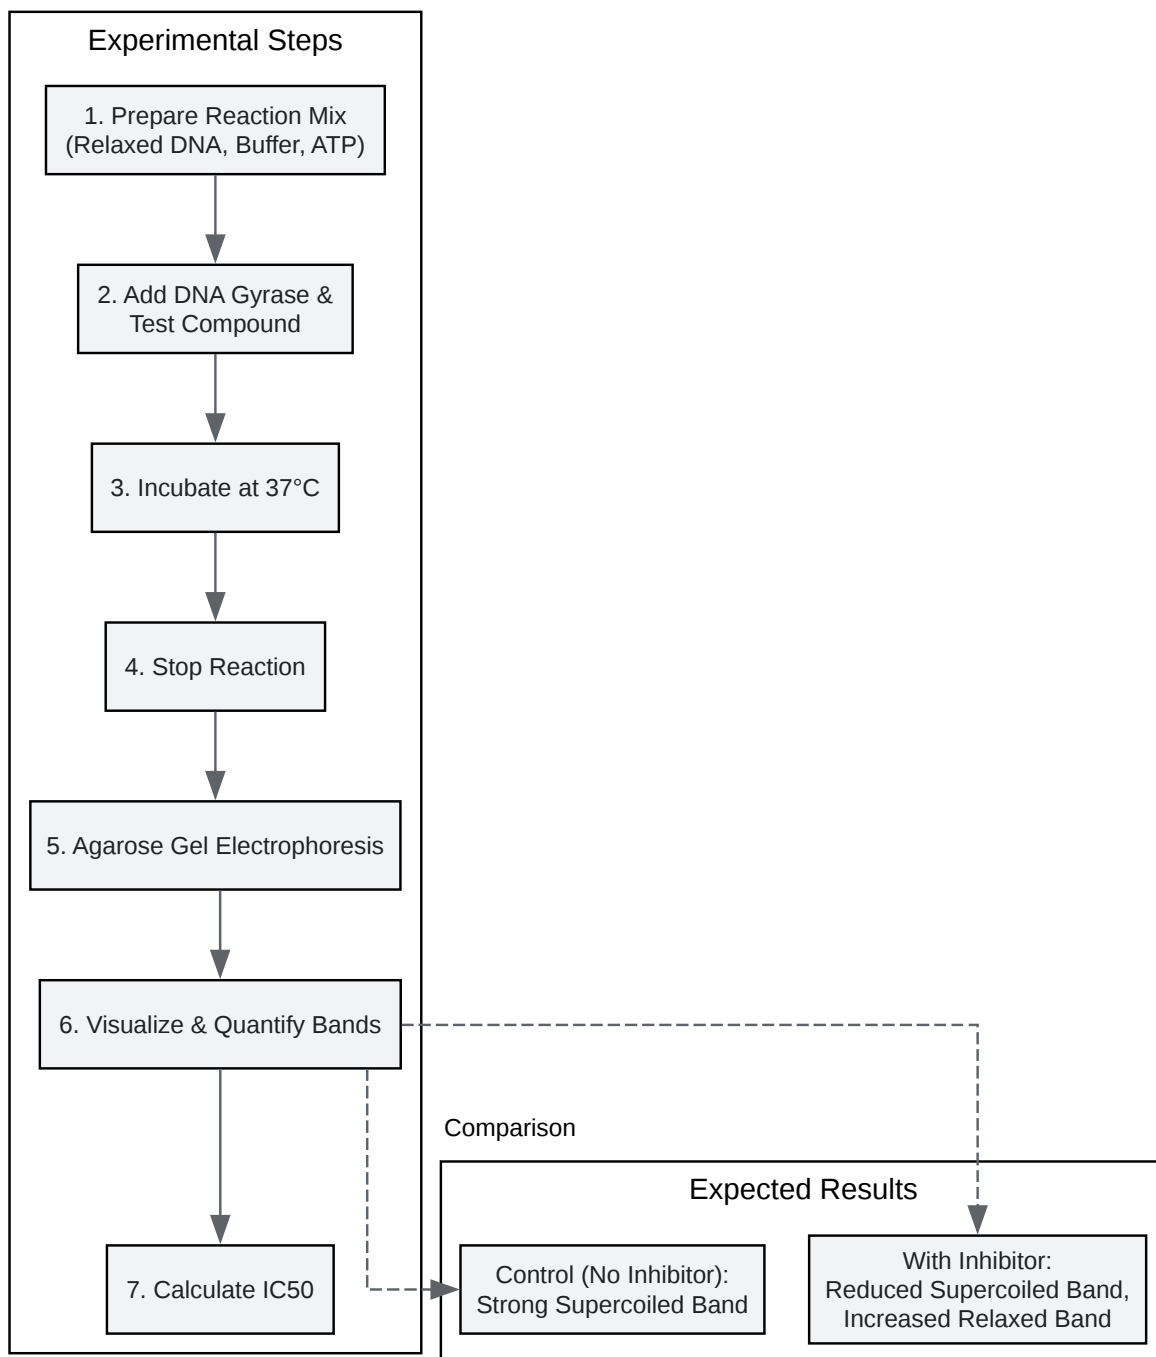 Experimental Steps
1. Prepare Reaction Mix
(Relaxed DNA, Buffer, ATP)
2. Add DNA Gyrase &
Test Compound
3. Incubate at 37°C
4. Stop Reaction
5. Agarose Gel Electrophoresis
6. Visualize & Quantify Bands
7. Calculate IC50
Comparison
Expected Results
Control (No Inhibitor):
Strong Supercoiled Band
With Inhibitor:
Reduced Supercoiled Band,
Increased Relaxed Band